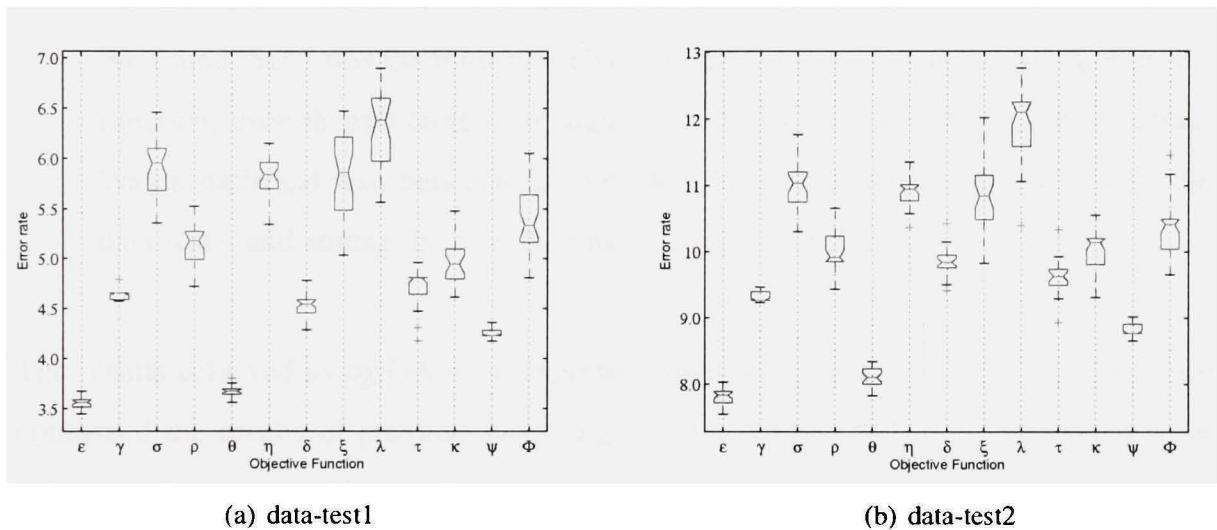 7.0
6.5
6.0
5.5
5.0
4.5
4.0
3.5
Error rate
ε γ σ ρ θ η δ ξ λ τ κ ψ Φ
Objective Function
(a) data-test1
13
12
11
10
9.0
8.0
Error rate
ε γ σ ρ θ η δ ξ λ τ κ ψ Φ
Objective Function
(b) data-test2